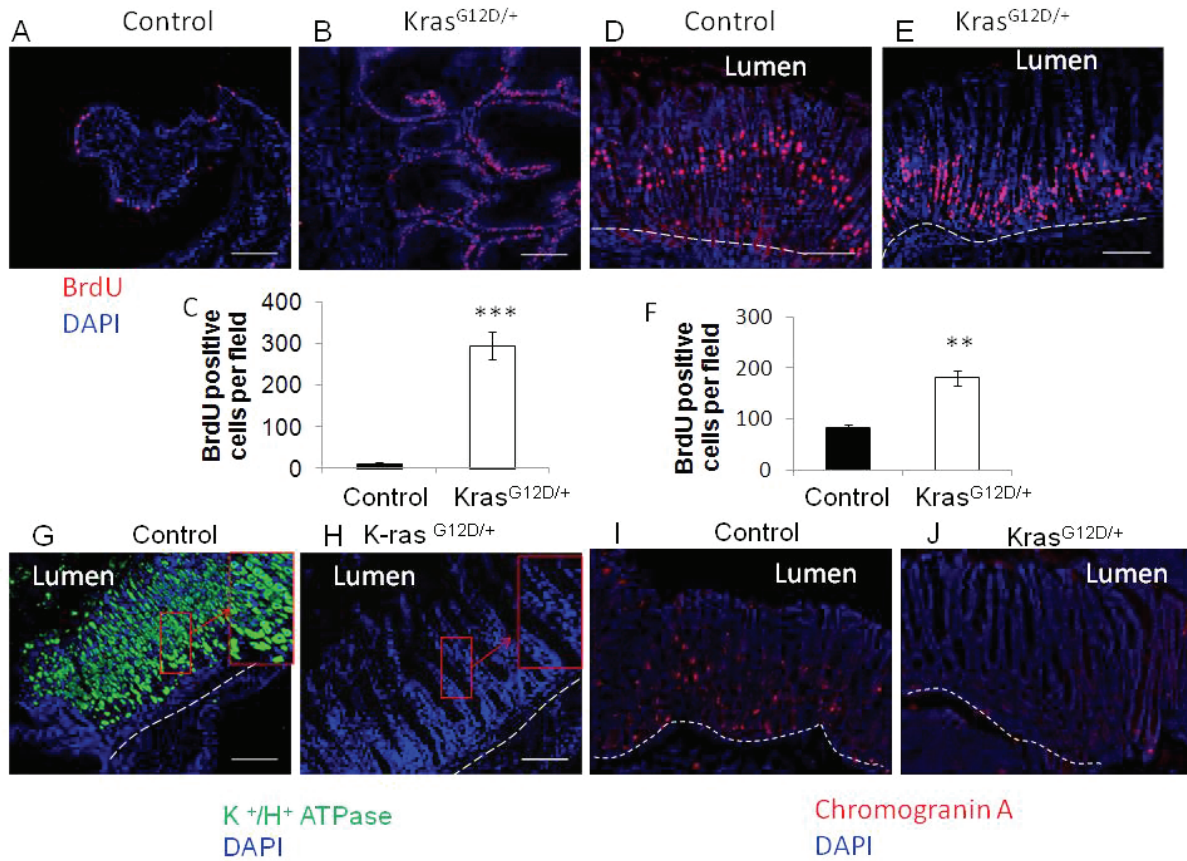 A Control B Kras^G12D/+ D Control E Kras^G12D/+
Lumen Lumen
BrdU
DAPI
C
BrdU positive
cells per field
400
300
200
100
0
***
Control Kras^G12D/+
F
BrdU positive
cells per field
300
200
100
0
**
Control Kras^G12D/+
G Control H K-ras ^G12D/+ I Control J Kras^G12D/+
Lumen Lumen Lumen Lumen
K +/H+ ATPase
DAPI
Chromogranin A
DAPI